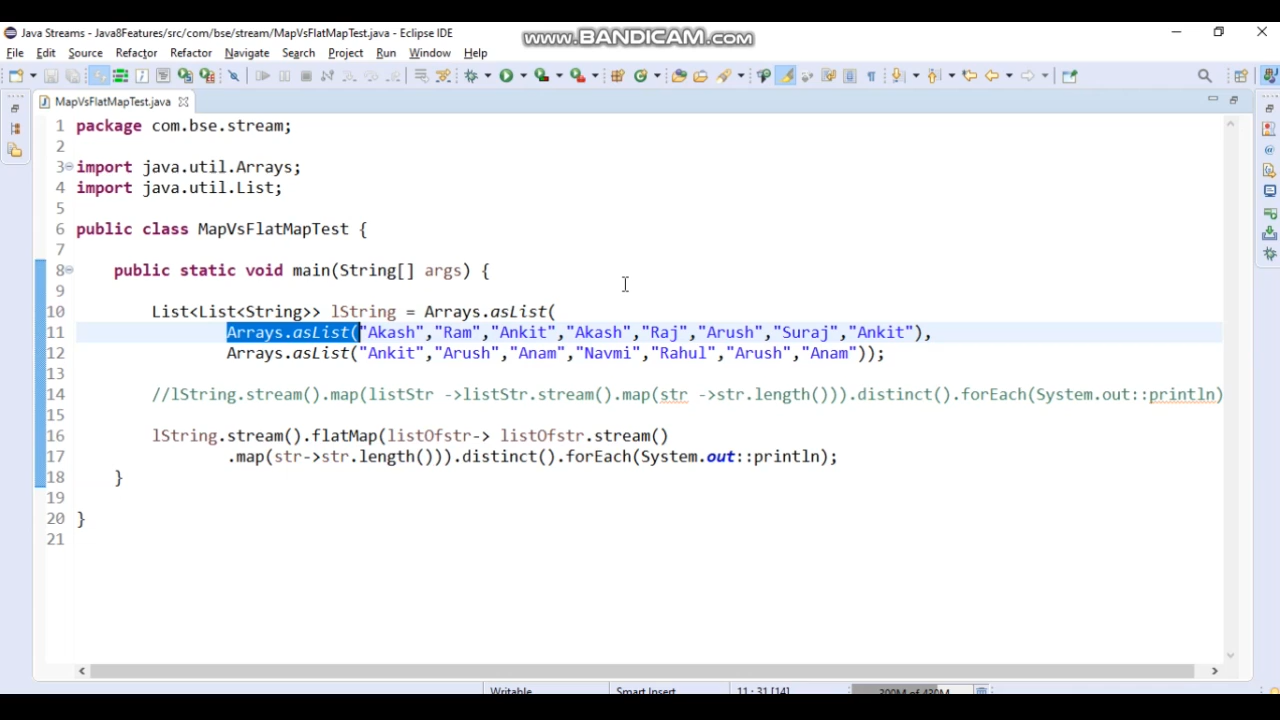 Java Streams - Java8Features/src/com/bse/stream/MapVsFlatMapTest.java - Eclipse IDE
www.BANDICAM.com
File Edit Source Refactor Refactor Navigate Search Project Run Window Help
MapVsFlatMapTest.java
1 package com.bse.stream;
2
3 import java.util.Arrays;
4 import java.util.List;
5
6 public class MapVsFlatMapTest {
7
8 public static void main(String[] args) {
9
10 List<List<String>> lString = Arrays.asList(
11 Arrays.asList("Akash","Ram","Ankit","Akash","Raj","Arush","Suraj","Ankit"),
12 Arrays.asList("Ankit","Arush","Anam","Navmi","Rahul","Arush","Anam"));
13
14 //lString.stream().map(listStr ->listStr.stream().map(str ->str.length())).distinct().forEach(System.out::println)
15
16 lString.stream().flatMap(listOfstr-> listOfstr.stream()
17 .map(str->str.length())).distinct().forEach(System.out::println);
18 }
19
20 }
21
Writable Smart Insert 11 : 31 [14] 300M of 430M